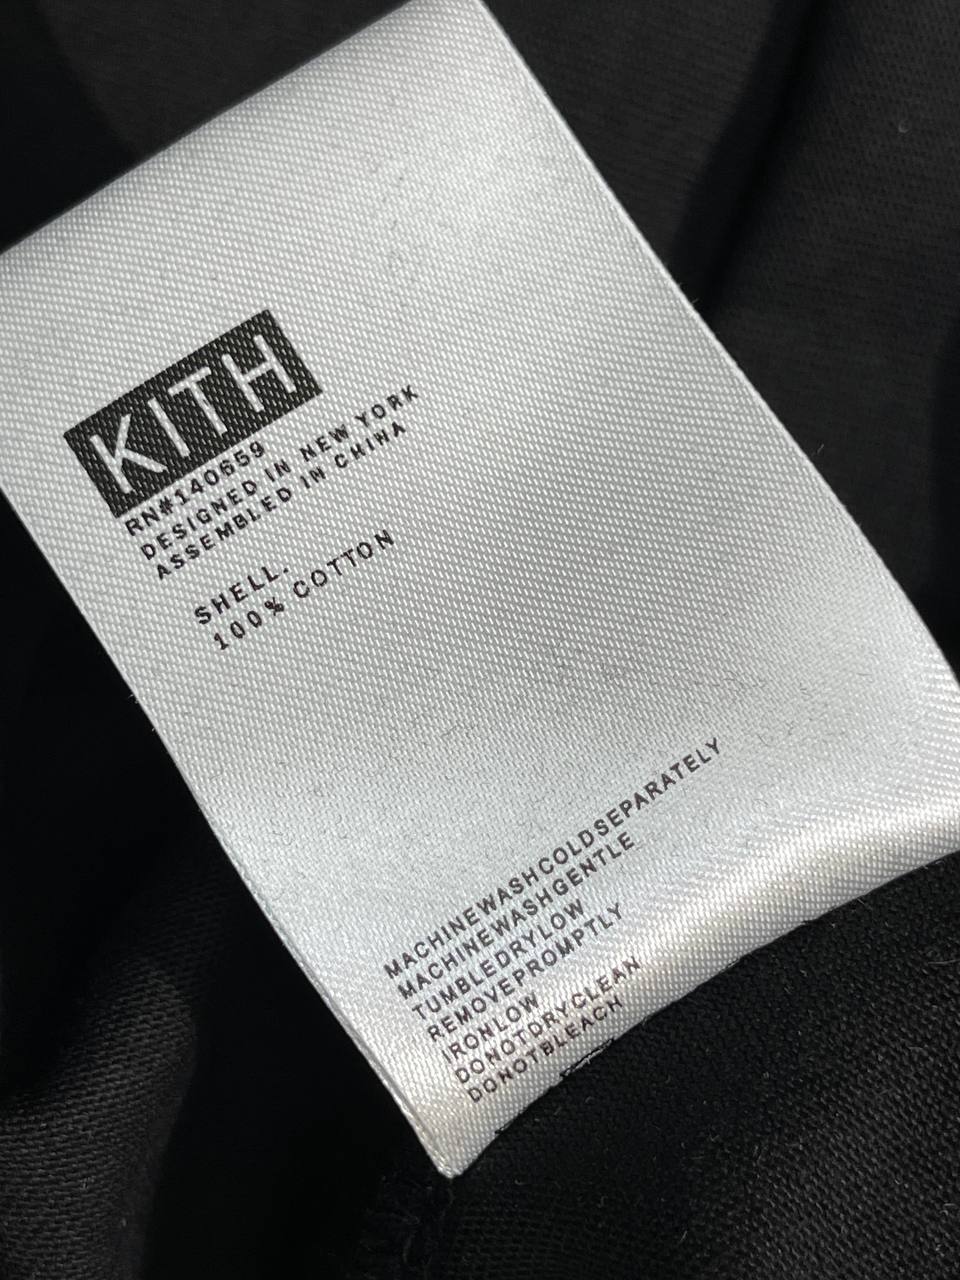 KITH
RN#140659
DESIGNED IN NEW YORK
ASSEMBLED IN CHINA
SHELL.
100% COTTON
MACHINEWASHCOLDSEPARATELY
MACHINEWASHGENTLE
TUMBLEDRYLOW
REMOVEPROMPTLY
IRONLOW
DONOTDRYCLEAN
DONOTBLEACH